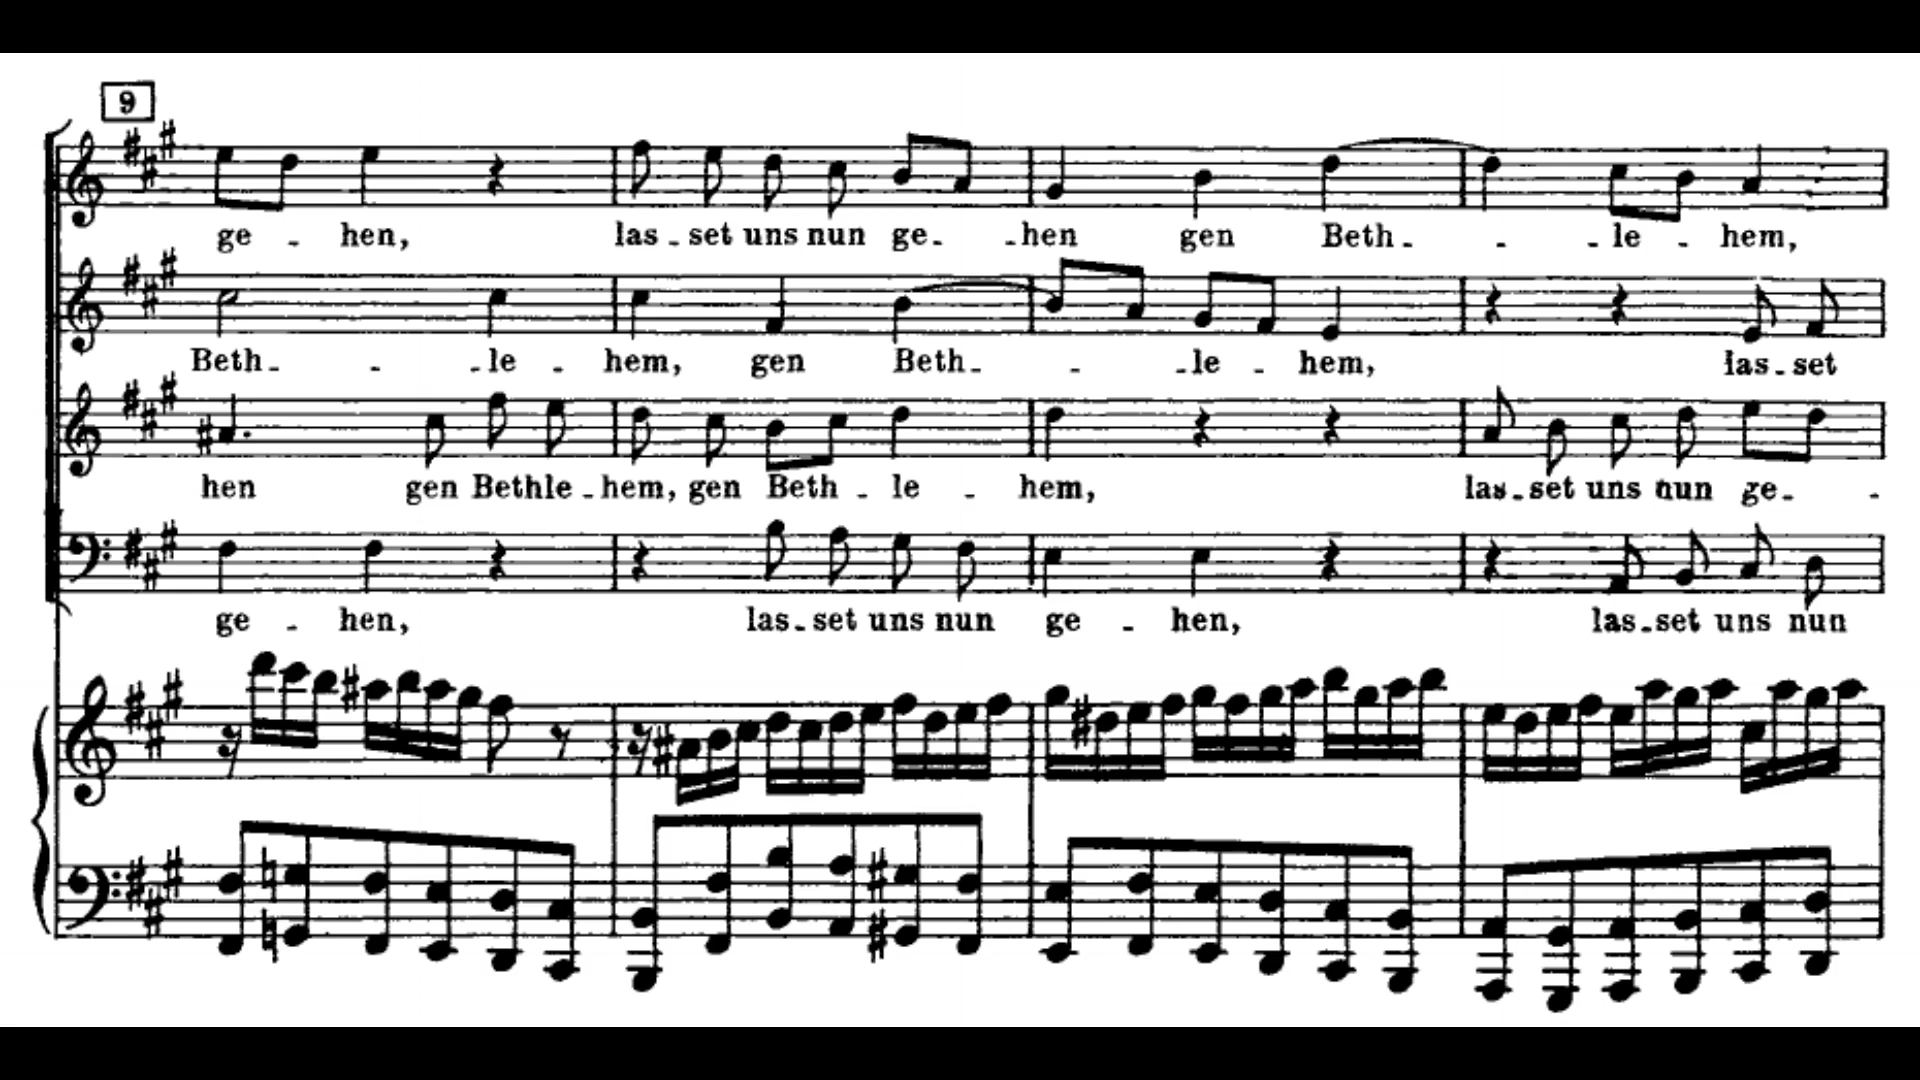 9
ge - hen, las - set uns nun ge - - hen gen Beth - - - le - hem,
Beth - - - le - hem, gen Beth - - - le - hem, las - set
hen gen Bethle - hem, gen Beth - le - hem, las - set uns nun ge - -
ge - hen, las - set uns nun ge - hen, las - set uns nun